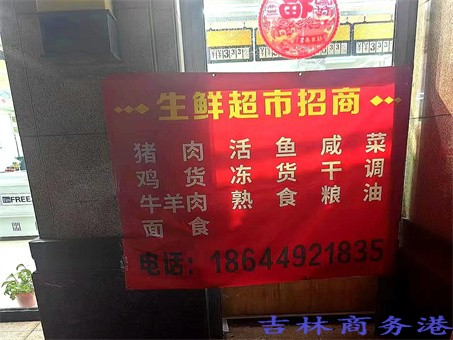 生鲜超市招商
猪肉 活鱼 咸菜
鸡货 冻货 干调
牛羊肉 熟食 粮油
面食
电话：18644921835
FREE
吉林商务港